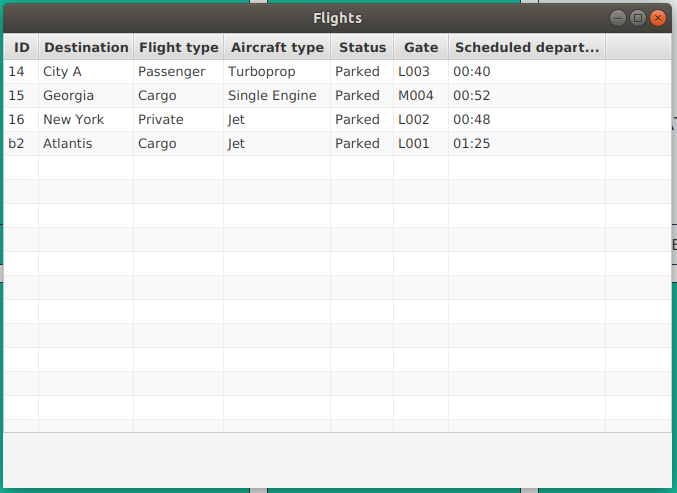 Flights
ID Destination Flight type Aircraft type Status Gate Scheduled depart...
14 City A Passenger Turboprop Parked L003 00:40
15 Georgia Cargo Single Engine Parked M004 00:52
16 New York Private Jet Parked L002 00:48
b2 Atlantis Cargo Jet Parked L001 01:25